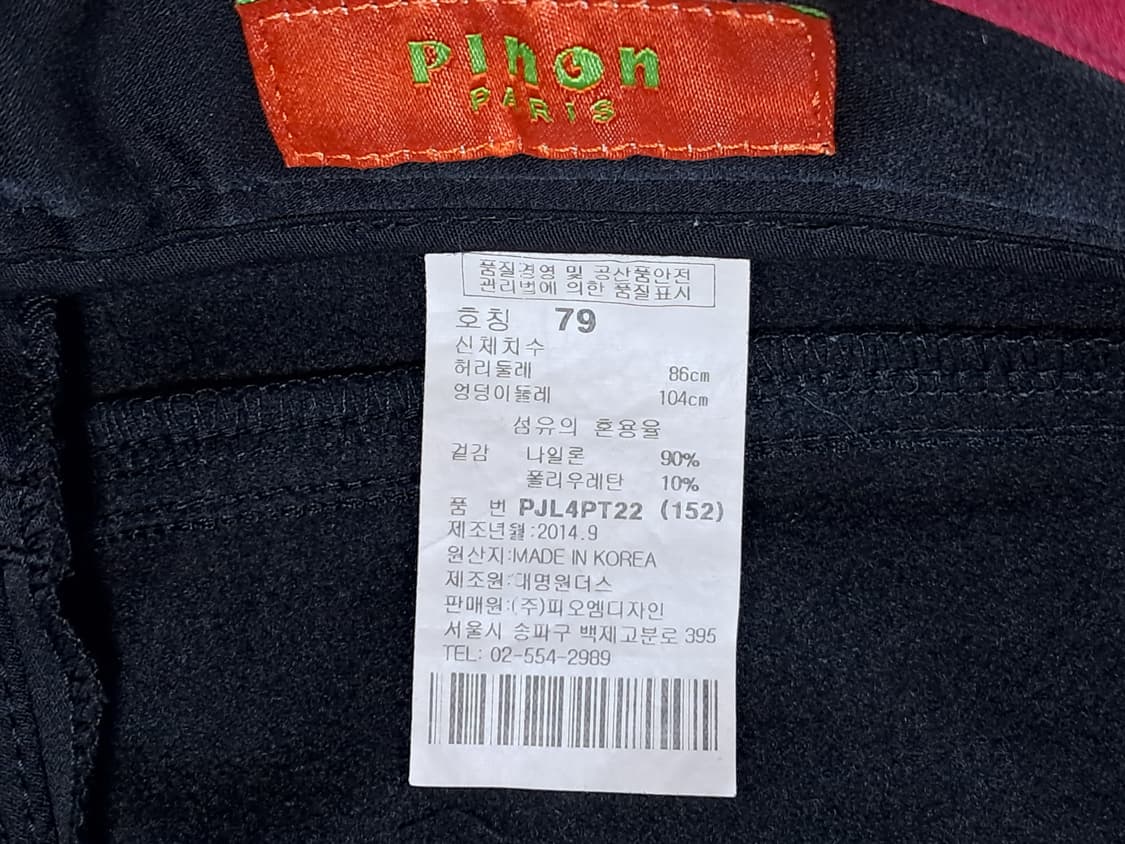 PIhon
PARIS
품질경영 및 공산품안전
관리법에 의한 품질표시
호칭 79
신체치수
허리둘레 86cm
엉덩이둘레 104cm
섬유의 혼용율
겉감 나일론 90%
폴리우레탄 10%
품 번 PJL4PT22 (152)
제조년월:2014.9
원산지:MADE IN KOREA
제조원:대명원더스
판매원:(주)피오엠디자인
서울시 송파구 백제고분로 395
TEL: 02-554-2989